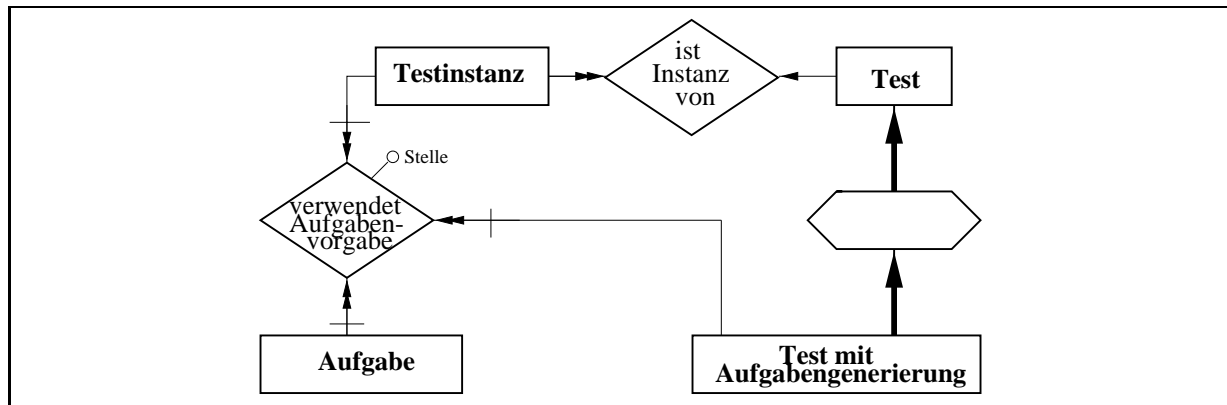 Testinstanz
ist
Instanz
von
Test
Stelle
verwendet
Aufgaben-
vorgabe
Aufgabe
Test mit
Aufgabengenerierung